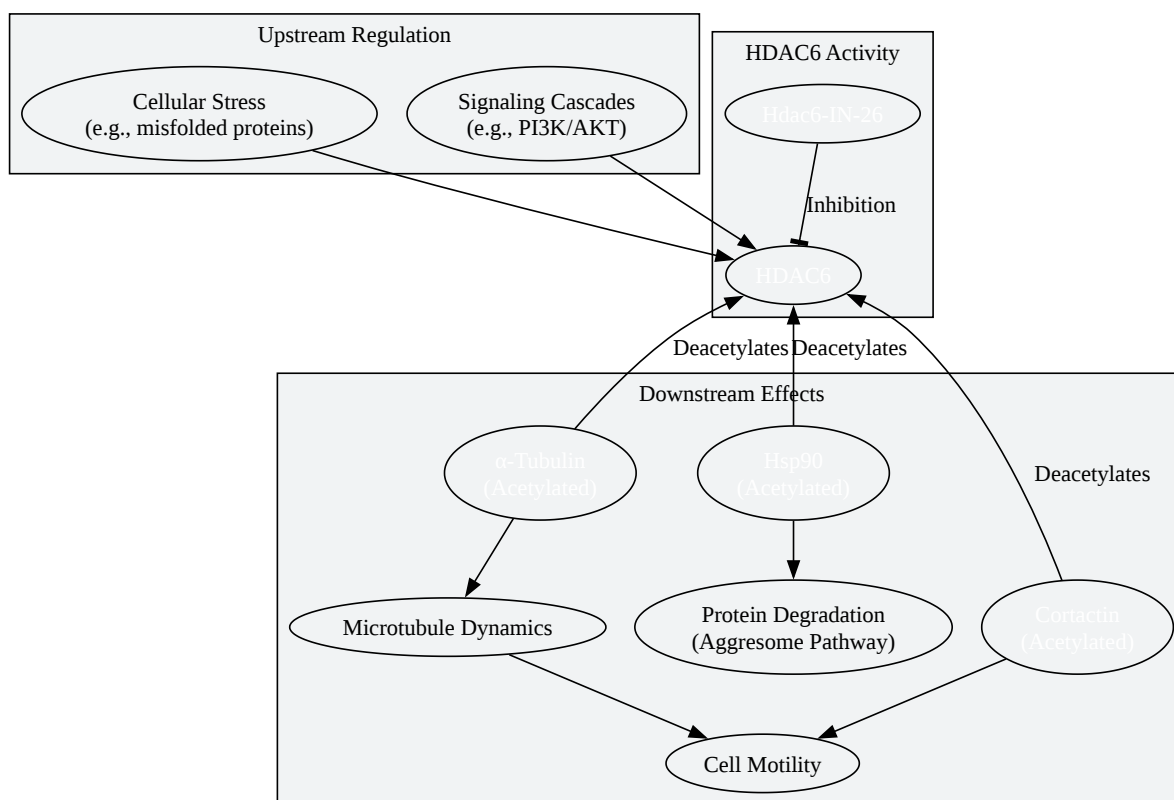 Upstream Regulation
HDAC6 Activity
Cellular Stress
(e.g., misfolded proteins)
Signaling Cascades
(e.g., PI3K/AKT)
Hdac6-IN-26
Inhibition
HDAC6
Deacetylates
Deacetylates
Downstream Effects
α-Tubulin
(Acetylated)
Hsp90
(Acetylated)
Deacetylates
Microtubule Dynamics
Protein Degradation
(Aggresome Pathway)
Cortactin
(Acetylated)
Cell Motility